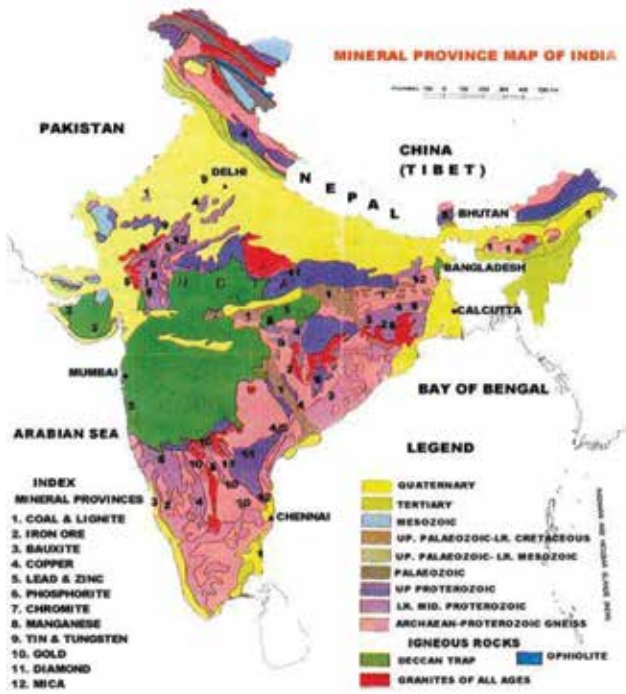 MINERAL PROVINCE MAP OF INDIA
PAKISTAN
CHINA
(TIBET)
DELHI
NEPAL
BHUTAN
INDIA
BANGLADESH
CALCUTTA
MUMBAI
BAY OF BENGAL
ARABIAN SEA
CHENNAI
INDEX
MINERAL PROVINCES
1. COAL & LIGNITE
2. IRON ORE
3. BAUXITE
4. COPPER
5. LEAD & ZINC
6. PHOSPHORITE
7. CHROMITE
8. MANGANESE
9. TIN & TUNGSTEN
10. GOLD
11. DIAMOND
12. MICA
LEGEND
QUATERNARY
TERTIARY
MESOZOIC
UP. PALAEOZOIC-LR. CRETACEOUS
UP. PALAEOZOIC- LR. MESOZOIC
PALAEOZOIC
UP PROTEROZOIC
LR. MID. PROTEROZOIC
ARCHAEAN-PROTEROZOIC GNEISS
IGNEOUS ROCKS
DECCAN TRAP
OPHIOLITE
GRANITES OF ALL AGES